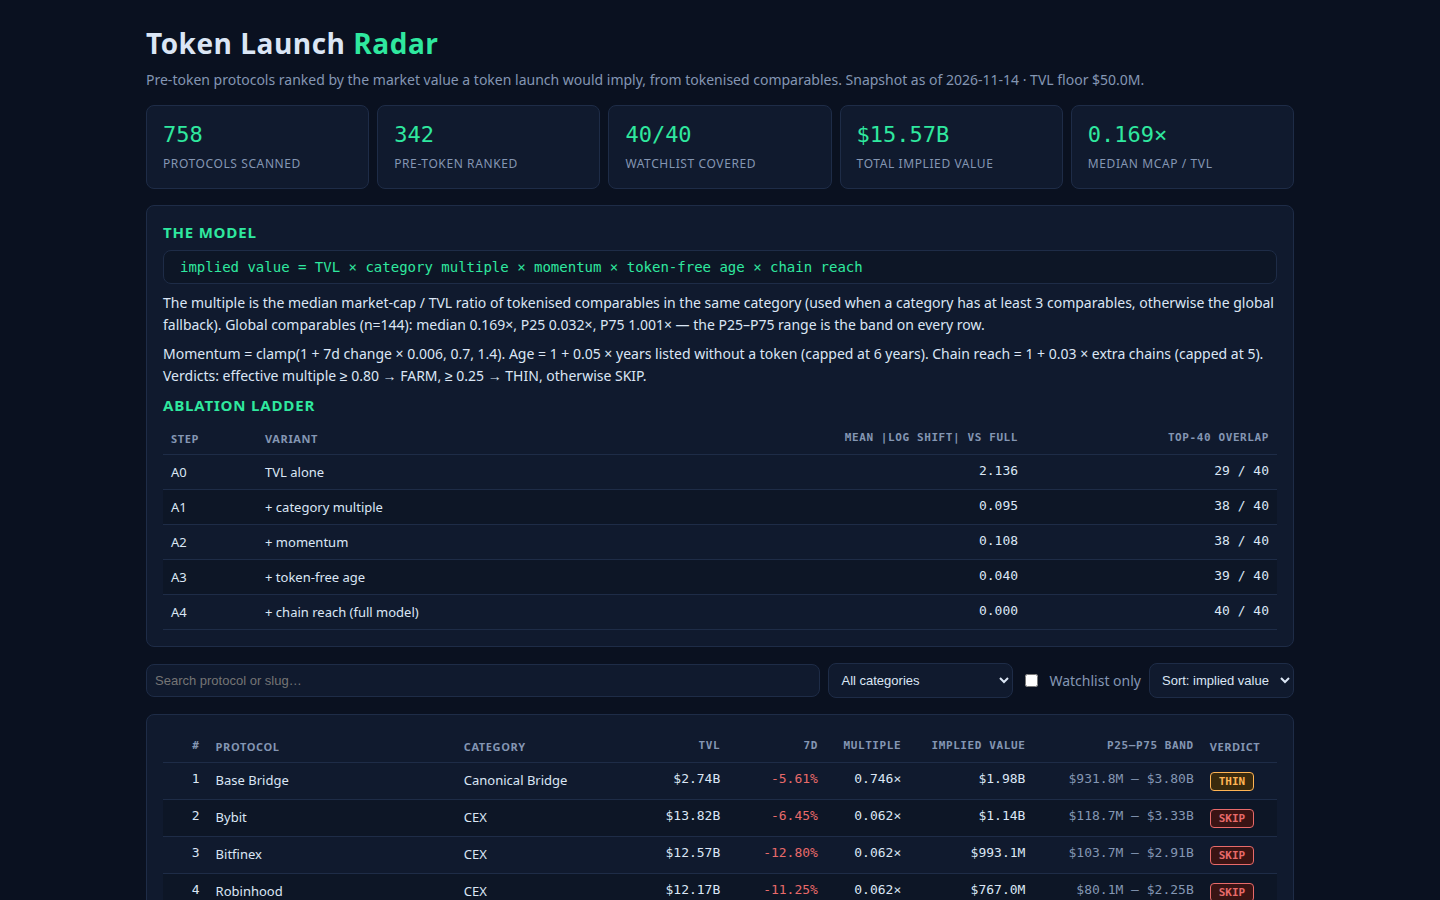 Token Launch Radar
Pre-token protocols ranked by the market value a token launch would imply, from tokenised comparables. Snapshot as of 2026-11-14 · TVL floor $50.0M.
758
PROTOCOLS SCANNED
342
PRE-TOKEN RANKED
40/40
WATCHLIST COVERED
$15.57B
TOTAL IMPLIED VALUE
0.169×
MEDIAN MCAP / TVL
THE MODEL
implied value = TVL × category multiple × momentum × token-free age × chain reach
The multiple is the median market-cap / TVL ratio of tokenised comparables in the same category (used when a category has at least 3 comparables, otherwise the global
fallback). Global comparables (n=144): median 0.169×, P25 0.032×, P75 1.001× — the P25–P75 range is the band on every row.
Momentum = clamp(1 + 7d change × 0.006, 0.7, 1.4). Age = 1 + 0.05 × years listed without a token (capped at 6 years). Chain reach = 1 + 0.03 × extra chains (capped at 5).
Verdicts: effective multiple ≥ 0.80 → FARM, ≥ 0.25 → THIN, otherwise SKIP.
ABLATION LADDER
STEP VARIANT MEAN |LOG SHIFT| VS FULL TOP-40 OVERLAP
A0 TVL alone 2.136 29 / 40
A1 + category multiple 0.095 38 / 40
A2 + momentum 0.108 38 / 40
A3 + token-free age 0.040 39 / 40
A4 + chain reach (full model) 0.000 40 / 40
Search protocol or slug… All categories Watchlist only Sort: implied value
# PROTOCOL CATEGORY TVL 7D MULTIPLE IMPLIED VALUE P25–P75 BAND VERDICT
1 Base Bridge Canonical Bridge $2.74B -5.61% 0.746× $1.98B $931.8M — $3.80B THIN
2 Bybit CEX $13.82B -6.45% 0.062× $1.14B $118.7M — $3.33B SKIP
3 Bitfinex CEX $12.57B -12.80% 0.062× $993.1M $103.7M — $2.91B SKIP
4 Robinhood CEX $12.17B -11.25% 0.062× $767.0M $80.1M — $2.25B SKIP